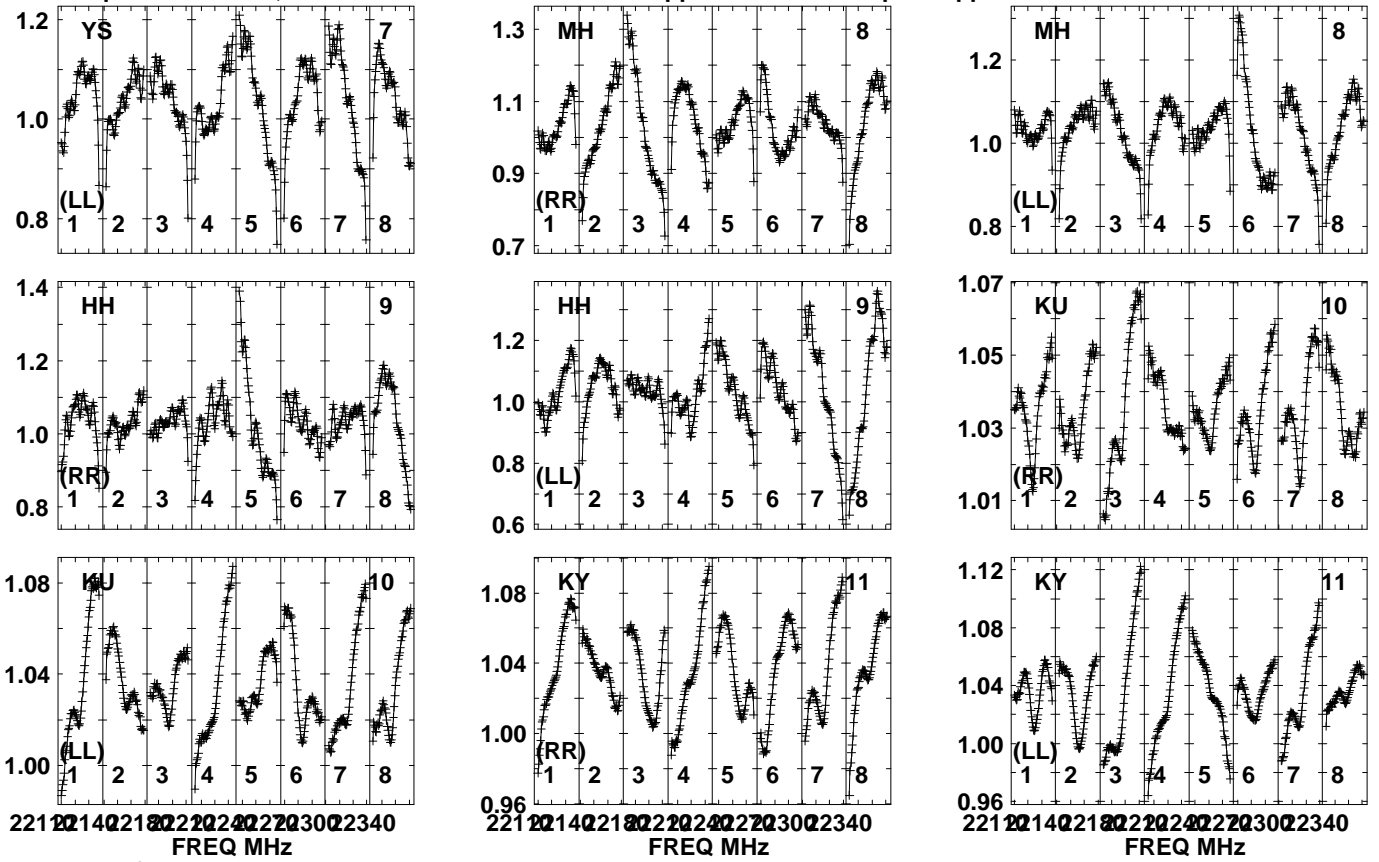 YS 7
1.2
1.0
0.8
(LL)
1 2 3 4 5 6 7 8
MH 8
1.3
1.1
0.9
0.7
(RR)
1 2 3 4 5 6 7 8
MH 8
1.2
1.0
0.8
(LL)
1 2 3 4 5 6 7 8
HH 9
1.4
1.2
1.0
0.8
(RR)
1 2 3 4 5 6 7 8
HH 9
1.2
1.0
0.8
0.6
(LL)
1 2 3 4 5 6 7 8
KU 10
1.07
1.05
1.03
1.01
(RR)
1 2 3 4 5 6 7 8
KU 10
1.08
1.04
1.00
(LL)
1 2 3 4 5 6 7 8
KY 11
1.08
1.04
1.00
0.96
(RR)
1 2 3 4 5 6 7 8
KY 11
1.12
1.08
1.04
1.00
0.96
(LL)
1 2 3 4 5 6 7 8
FREQ MHz
FREQ MHz
FREQ MHz